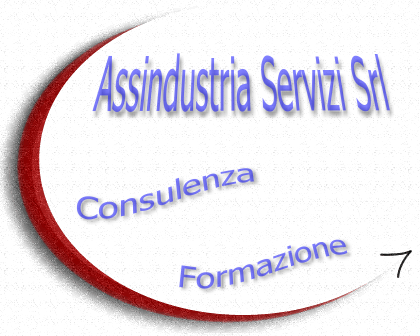 Assindustria Servizi Srl
Consulenza
Formazione